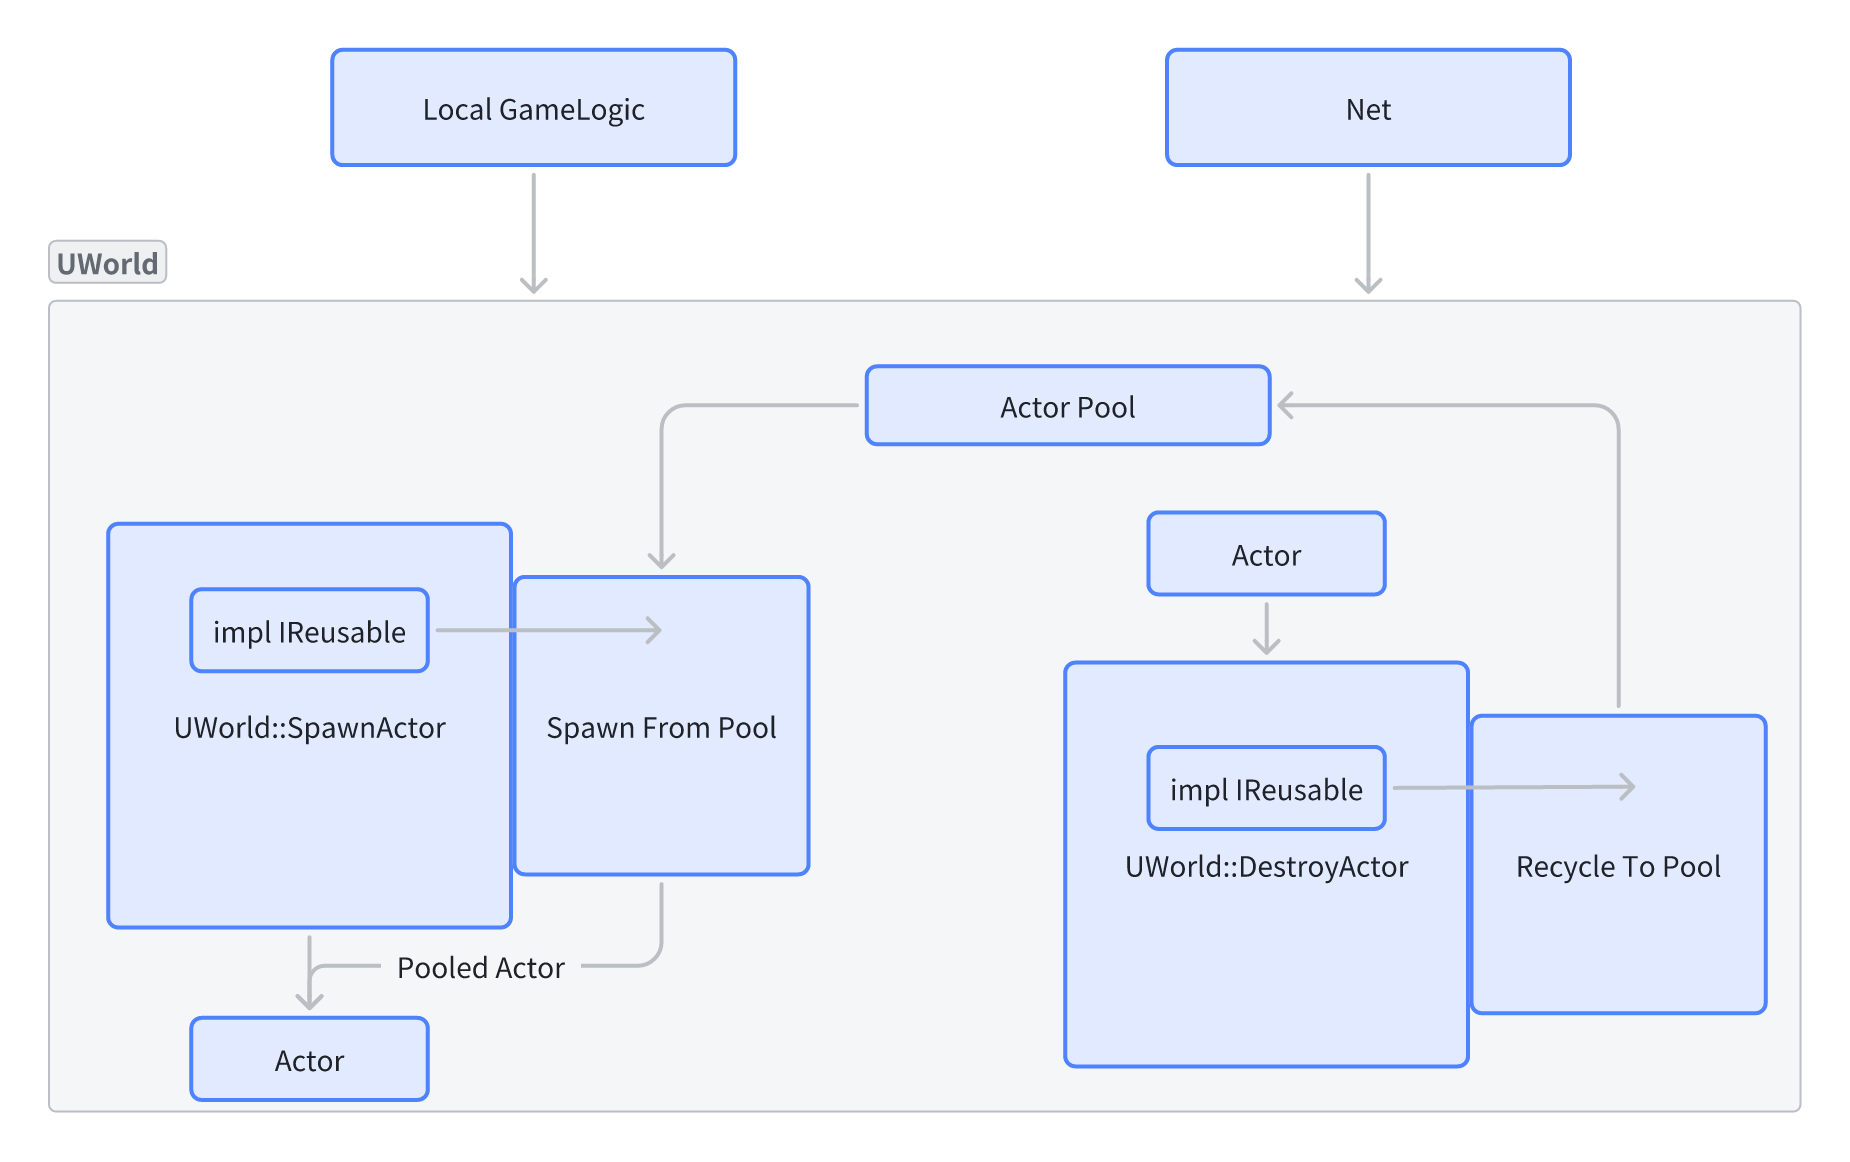 Local GameLogic
Net
UWorld
Actor Pool
Actor
impl IReusable
UWorld::SpawnActor
Spawn From Pool
impl IReusable
UWorld::DestroyActor
Recycle To Pool
Pooled Actor
Actor